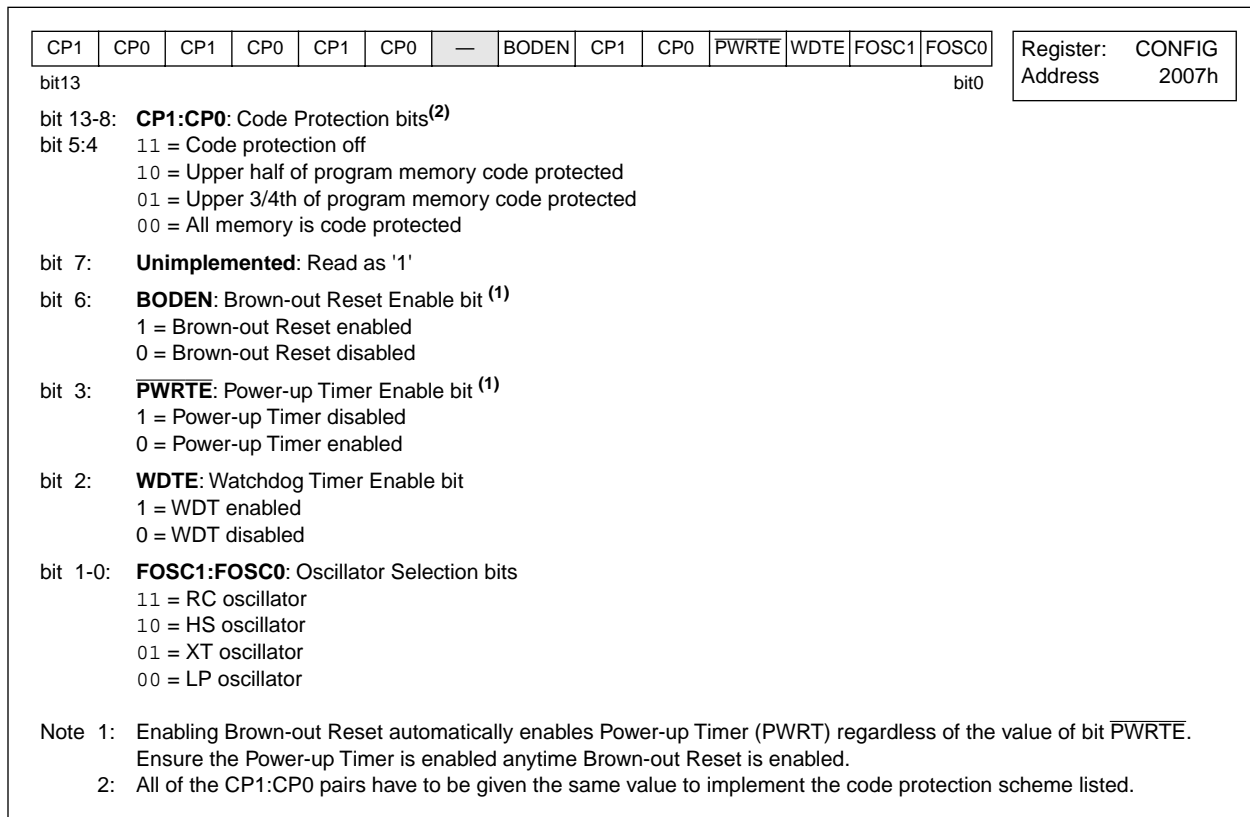 CP1 CP0 CP1 CP0 CP1 CP0 — BODEN CP1 CP0 PWRTE WDTE FOSC1 FOSC0
bit13 bit0
Register: CONFIG
Address 2007h
bit 13-8: CP1:CP0: Code Protection bits(2)
bit 5:4 11 = Code protection off
10 = Upper half of program memory code protected
01 = Upper 3/4th of program memory code protected
00 = All memory is code protected
bit 7: Unimplemented: Read as '1'
bit 6: BODEN: Brown-out Reset Enable bit (1)
1 = Brown-out Reset enabled
0 = Brown-out Reset disabled
bit 3: PWRTE: Power-up Timer Enable bit (1)
1 = Power-up Timer disabled
0 = Power-up Timer enabled
bit 2: WDTE: Watchdog Timer Enable bit
1 = WDT enabled
0 = WDT disabled
bit 1-0: FOSC1:FOSC0: Oscillator Selection bits
11 = RC oscillator
10 = HS oscillator
01 = XT oscillator
00 = LP oscillator
Note 1: Enabling Brown-out Reset automatically enables Power-up Timer (PWRT) regardless of the value of bit PWRTE.
Ensure the Power-up Timer is enabled anytime Brown-out Reset is enabled.
2: All of the CP1:CP0 pairs have to be given the same value to implement the code protection scheme listed.